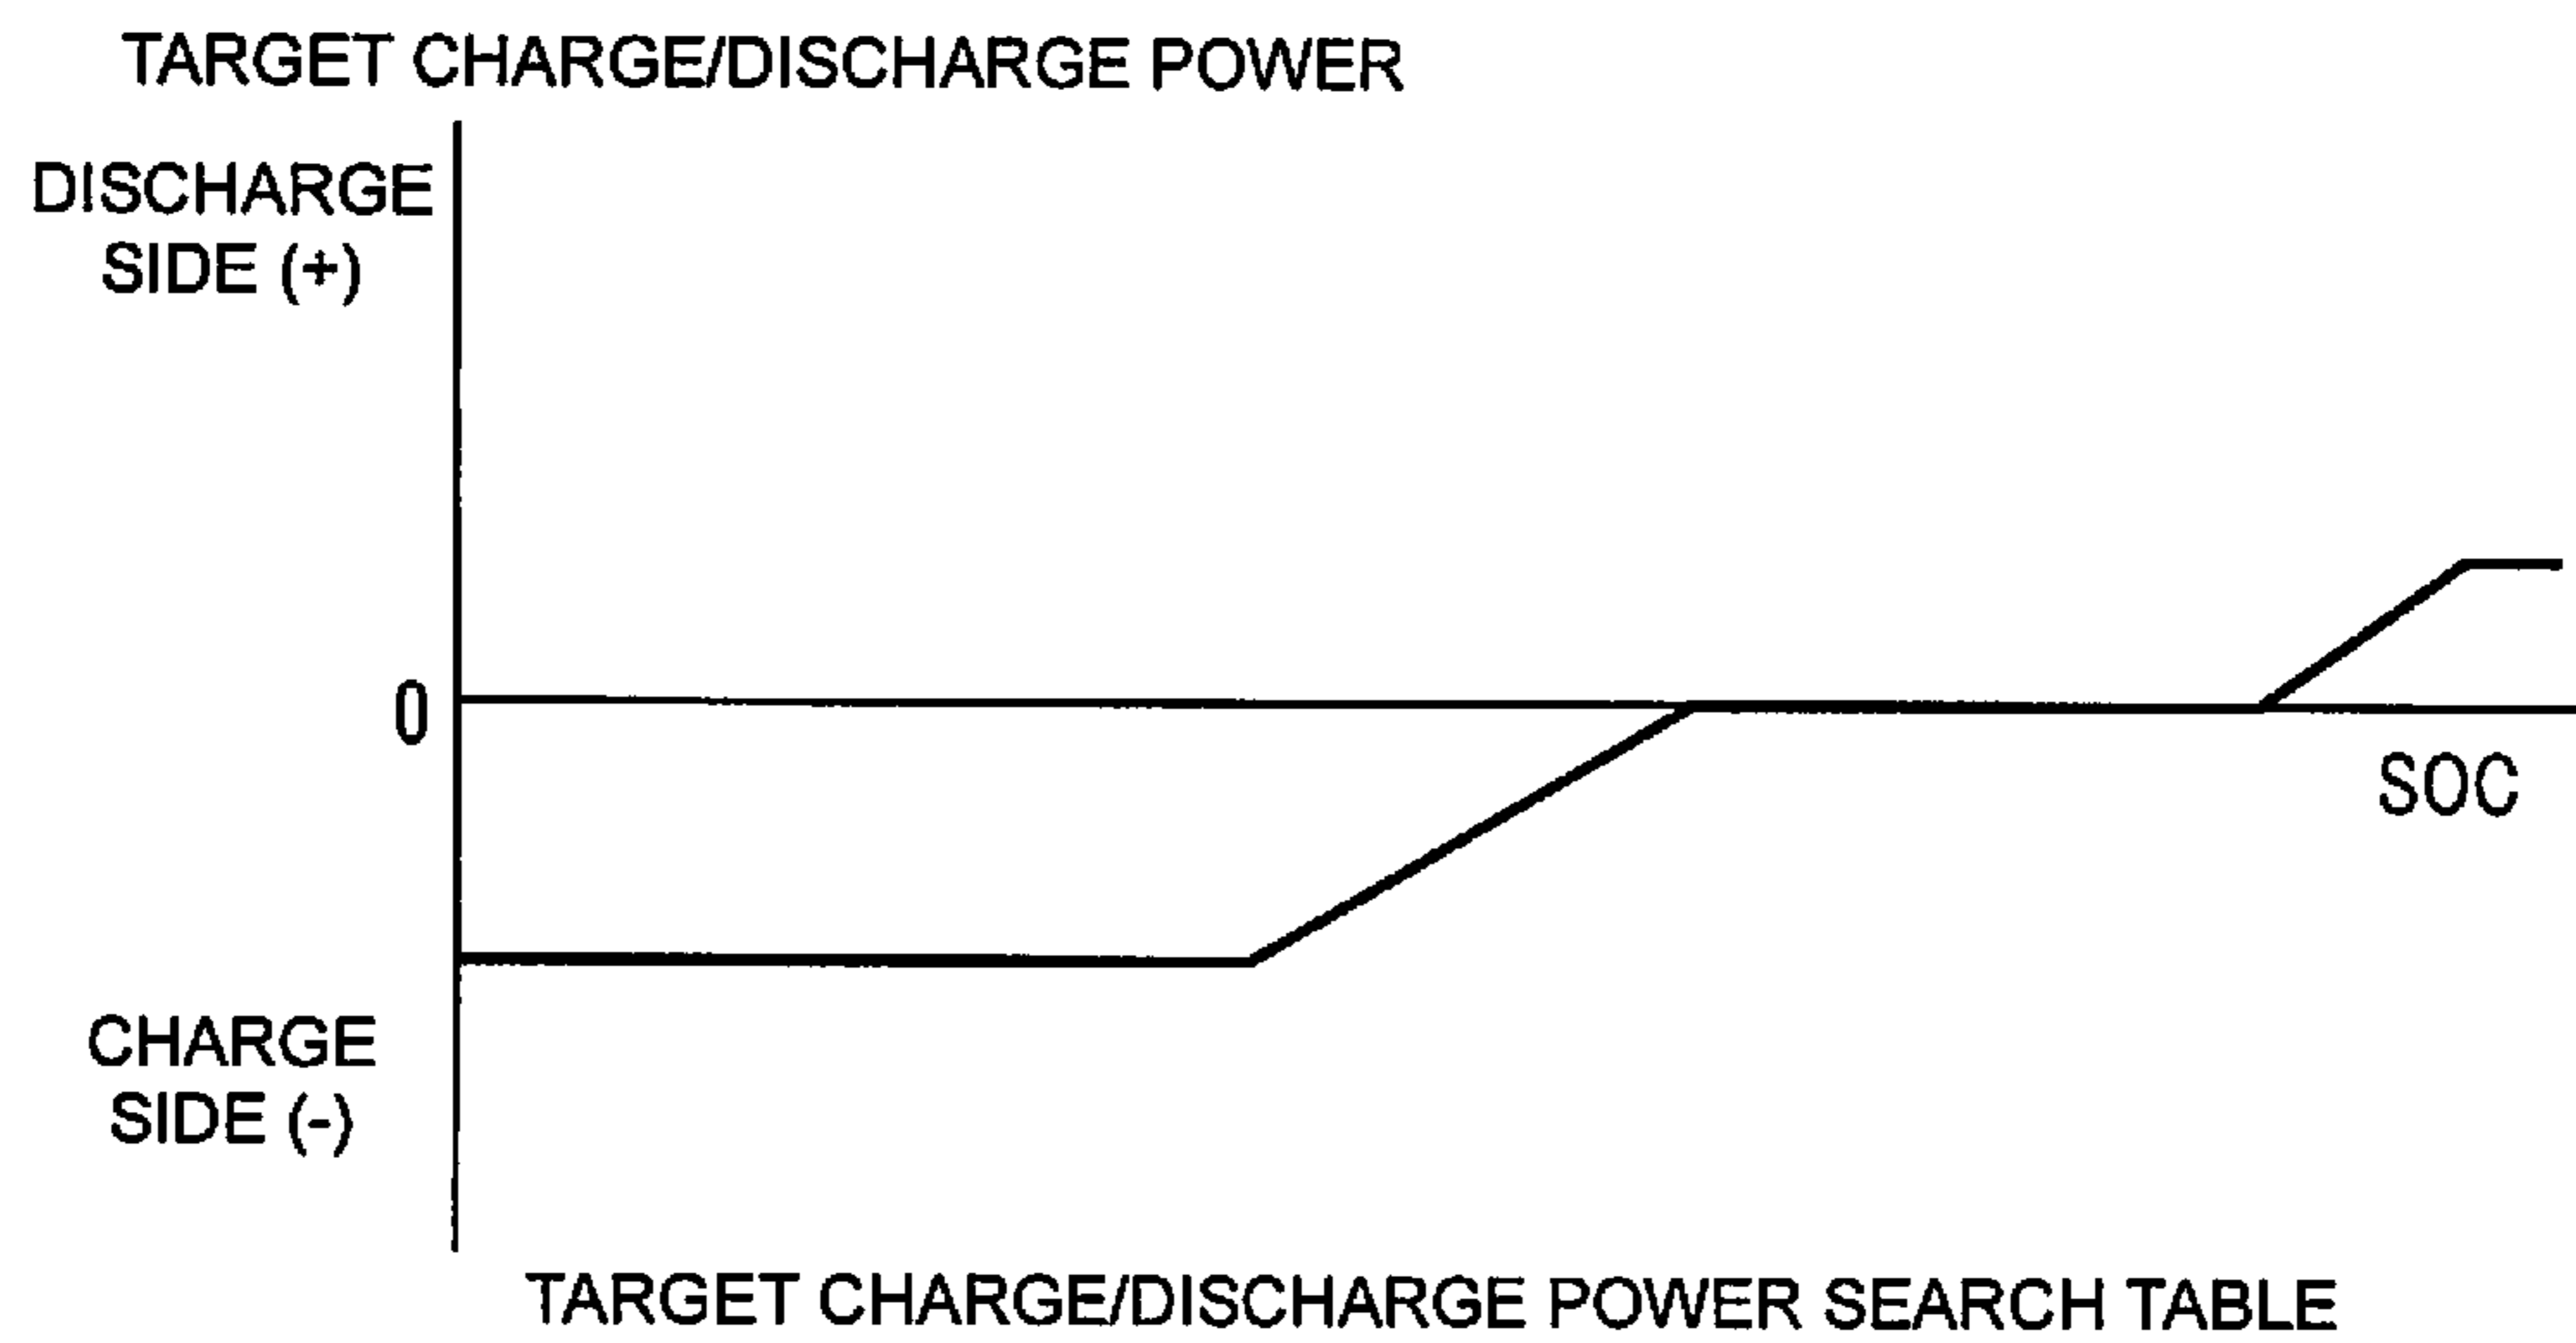 TARGET CHARGE/DISCHARGE POWER
DISCHARGE
SIDE (+)
0
SOC
CHARGE
SIDE (-)
TARGET CHARGE/DISCHARGE POWER SEARCH TABLE